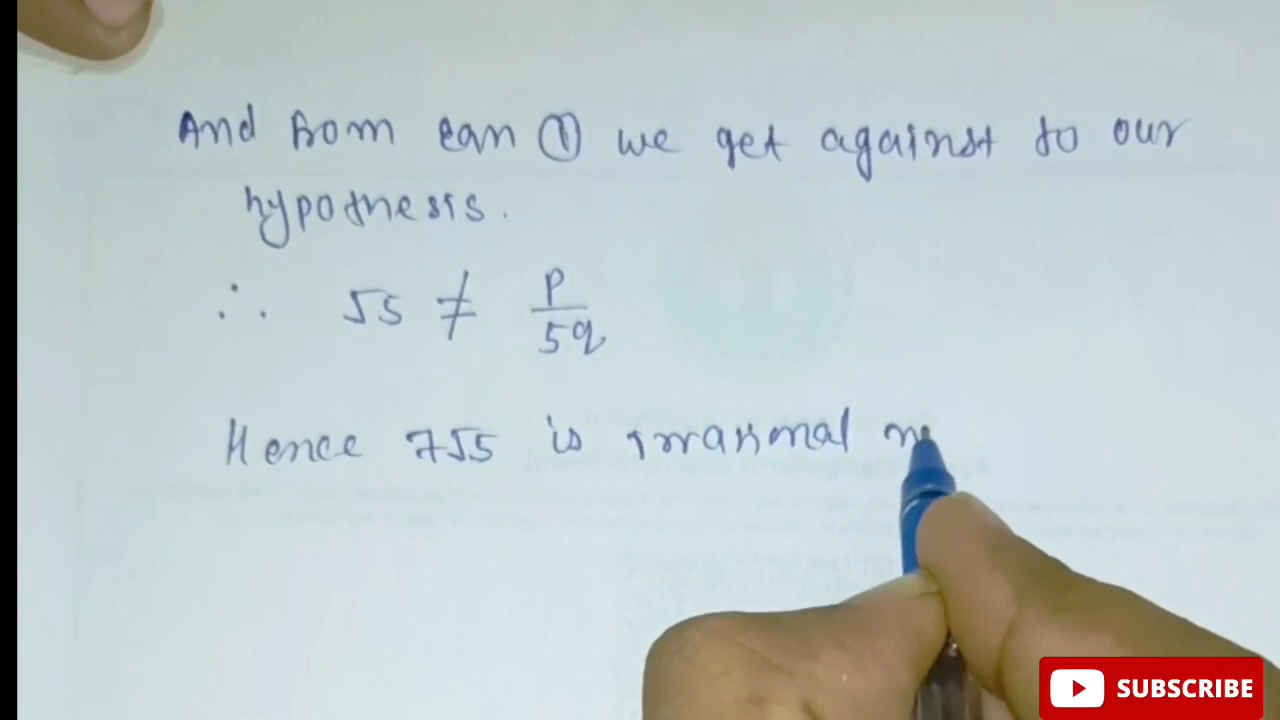 And From eqn ① we get against to our
hypothesis.
∴ √5 ≠ p/5q
Hence 7√5 is irrational n
SUBSCRIBE